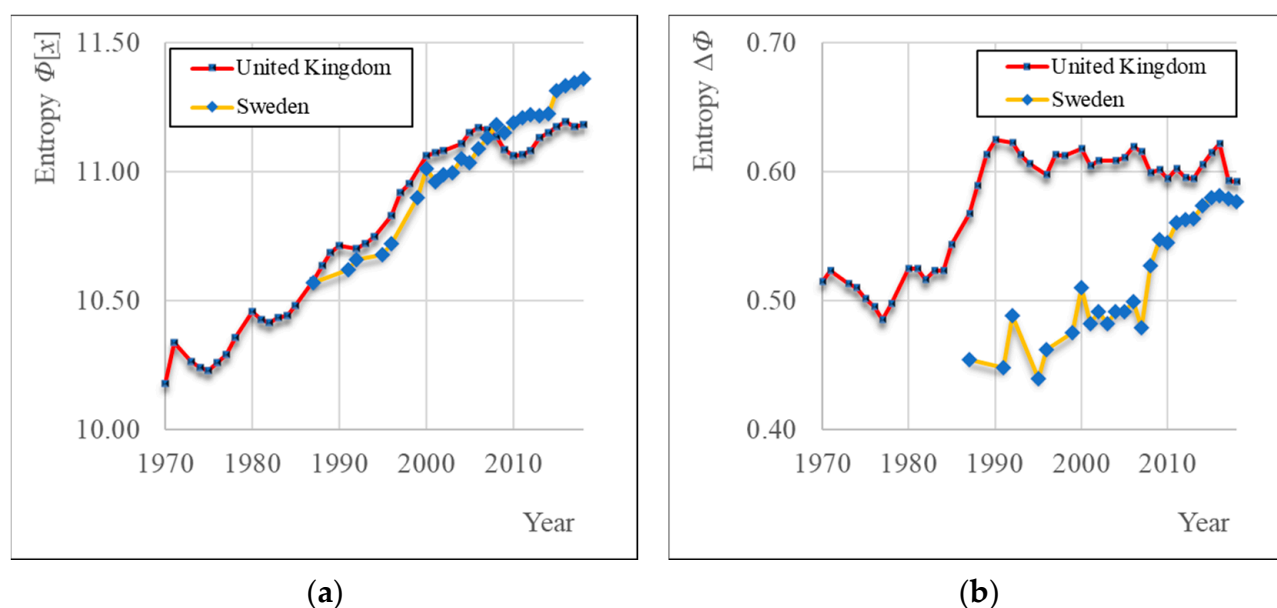 11.50
11.00
10.50
10.00
Entropy Φ[x]
United Kingdom
Sweden
1970 1980 1990 2000 2010
Year
(a)
0.70
0.60
0.50
0.40
Entropy ΔΦ
United Kingdom
Sweden
1970 1980 1990 2000 2010
Year
(b)